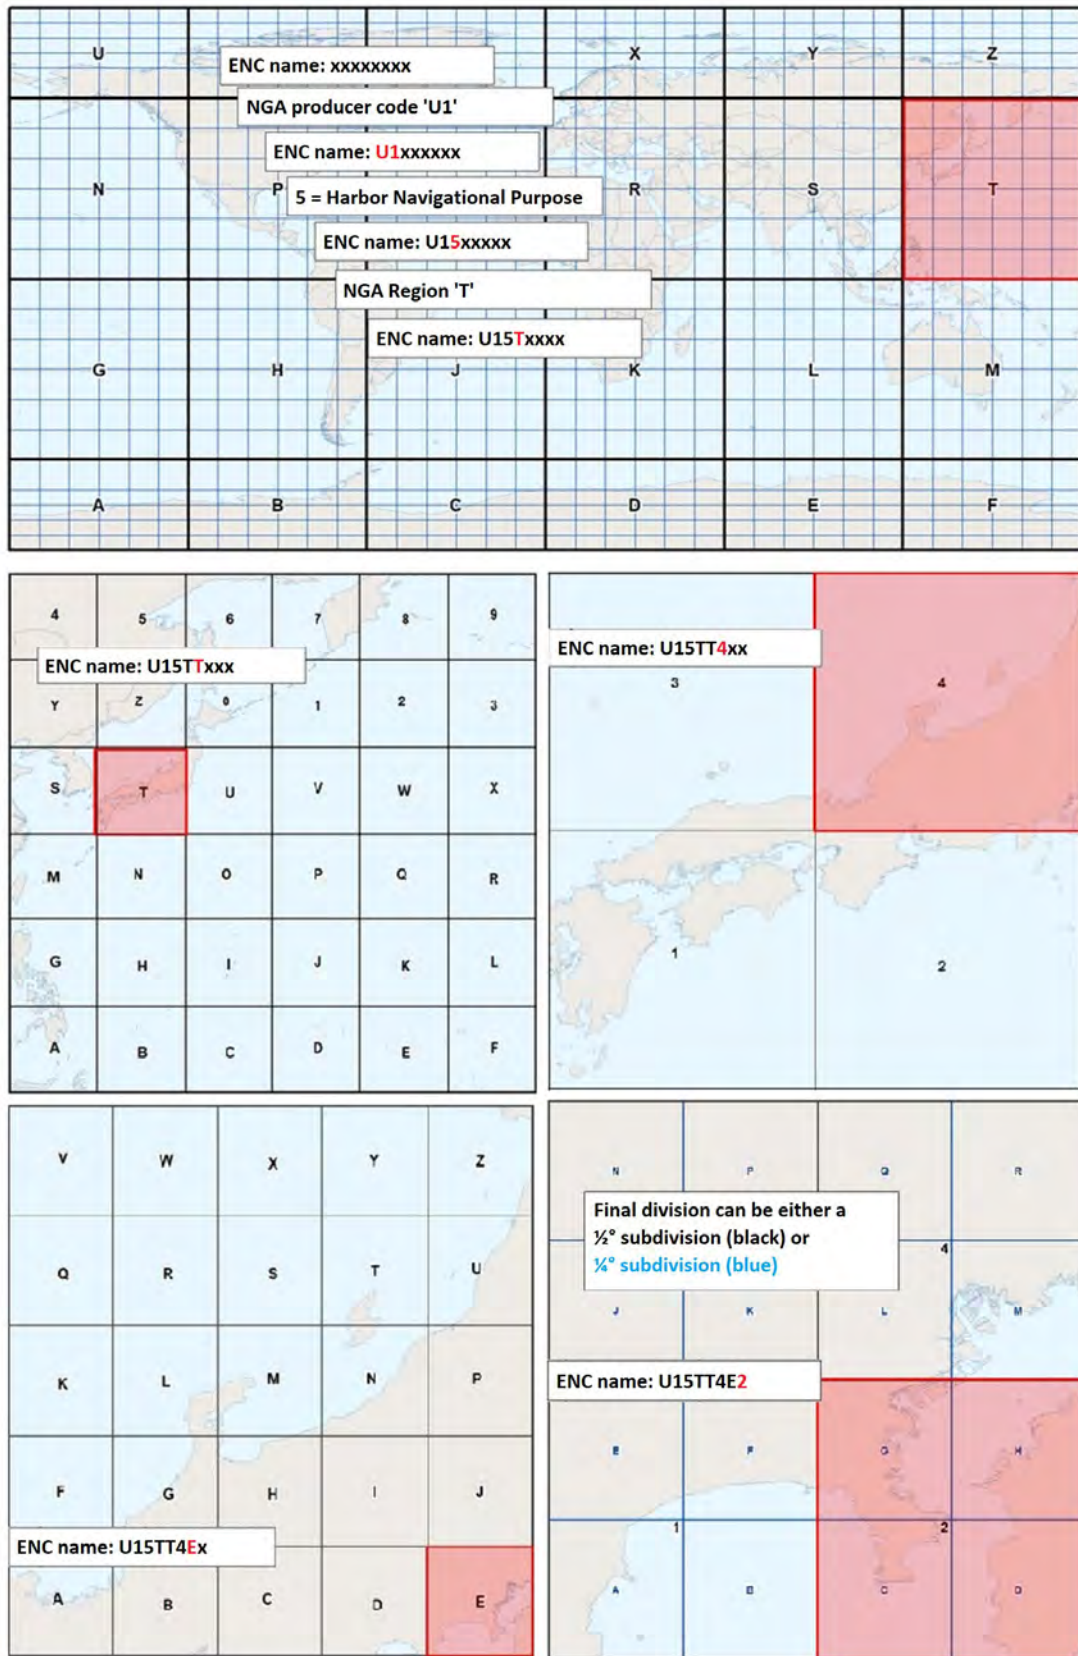 U
X
Y
Z
ENC name: xxxxxxxx
NGA producer code 'U1'
ENC name: U1xxxxxx
N
P
R
S
T
5 = Harbor Navigational Purpose
ENC name: U15xxxxx
NGA Region 'T'
ENC name: U15Txxxx
G
H
J
K
L
M
A
B
C
D
E
F
4
5
6
7
8
9
ENC name: U15TTxxx
Y
Z
0
1
2
3
S
T
U
V
W
X
M
N
O
P
Q
R
G
H
I
J
K
L
A
B
C
D
E
F
ENC name: U15TT4xx
3
4
1
2
V
W
X
Y
Z
Q
R
S
T
U
K
L
M
N
P
F
G
H
I
J
ENC name: U15TT4Ex
A
B
C
D
E
N
P
Q
R
Final division can be either a
½° subdivision (black) or
¼° subdivision (blue)
4
J
K
L
M
ENC name: U15TT4E2
E
F
G
H
1
2
A
B
C
D